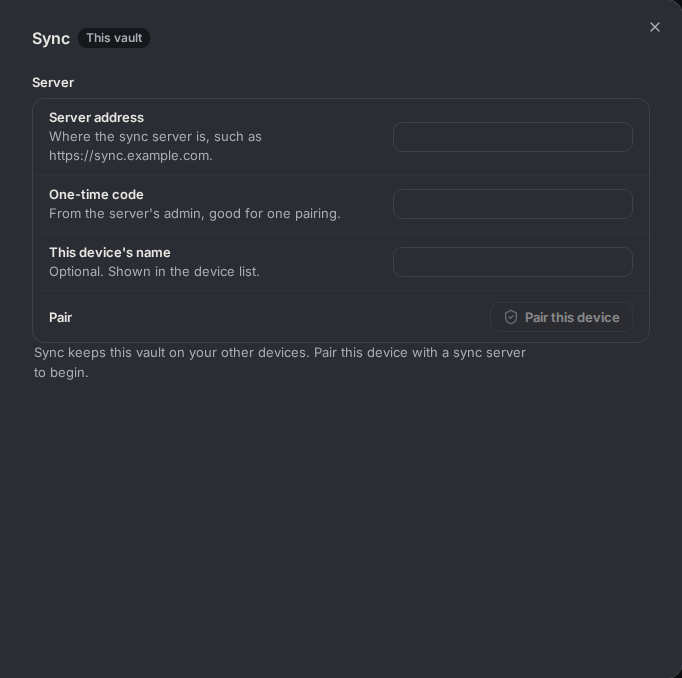 Sync This vault
Server
Server address
Where the sync server is, such as
https://sync.example.com.
One-time code
From the server's admin, good for one pairing.
This device's name
Optional. Shown in the device list.
Pair
Pair this device
Sync keeps this vault on your other devices. Pair this device with a sync server
to begin.